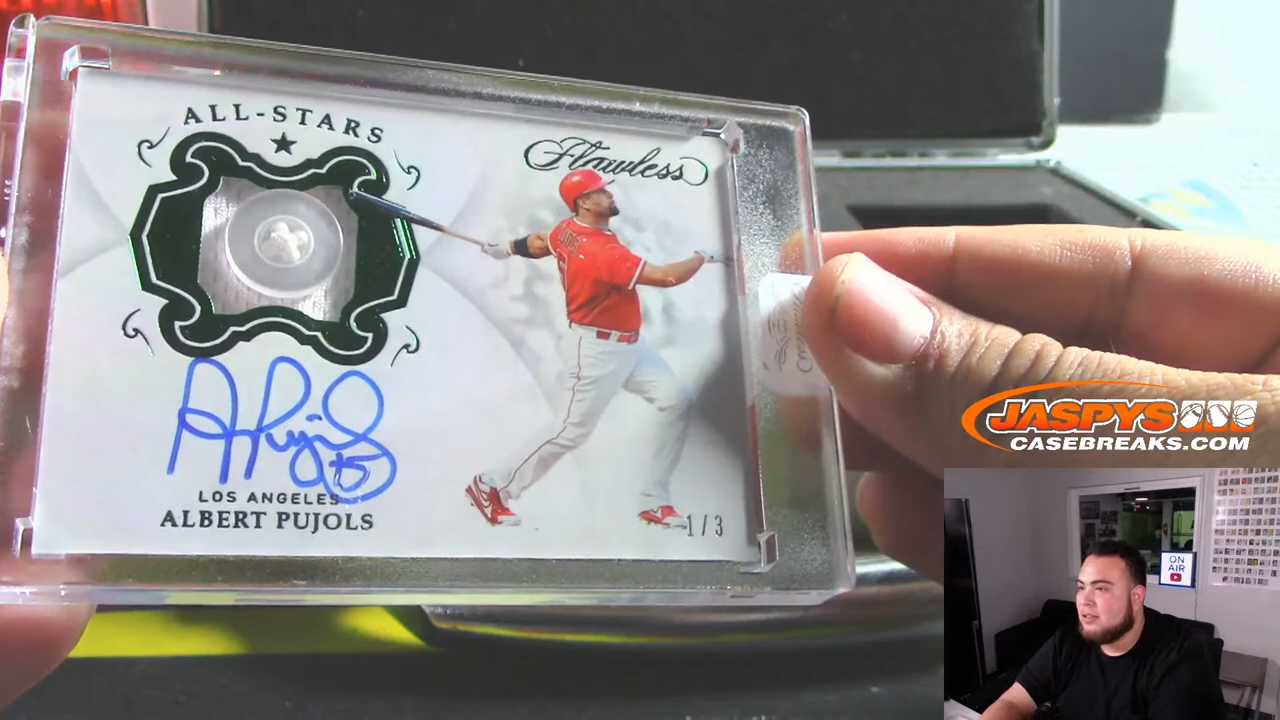 ALL-STARS
Flawless
LOS ANGELES
ALBERT PUJOLS
1/3
JASPYS
CASEBREAKS.COM
ON
AIR